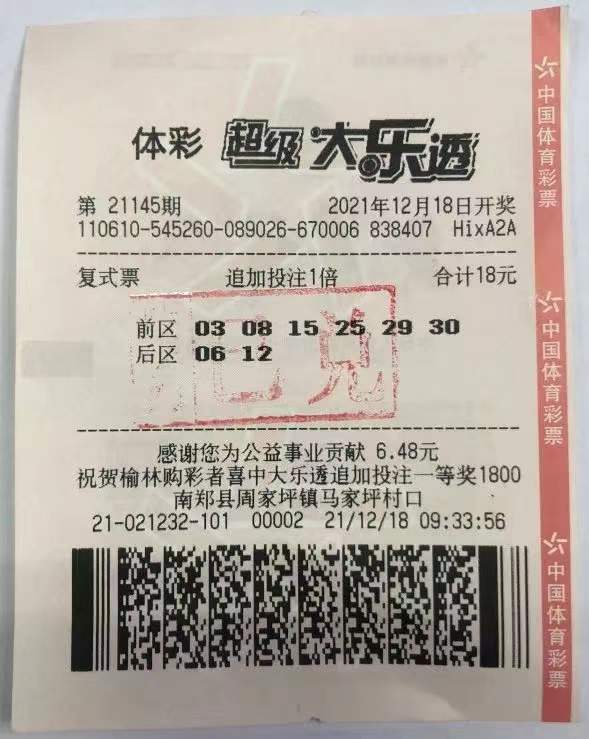 体彩 超级大乐透
第 21145期 2021年12月18日开奖
110610-545260-089026-670006 838407 HixA2A
复式票 追加投注1倍 合计18元
前区 03 08 15 25 29 30
后区 06 12
已兑
感谢您为公益事业贡献 6.48元
祝贺榆林购彩者喜中大乐透追加投注一等奖1800
南郑县周家坪镇马家坪村口
21-021232-101 00002 21/12/18 09:33:56
中国体育彩票
中国体育彩票
中国体育彩票